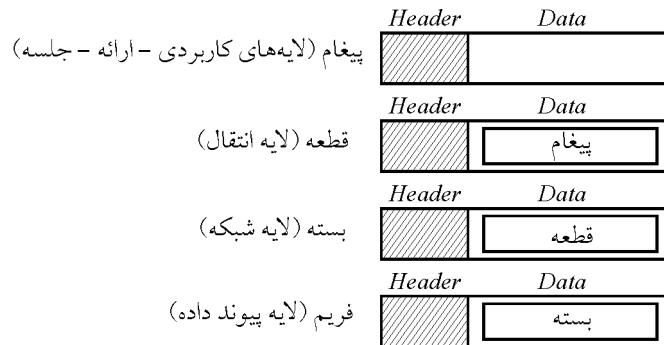 Header Data
پیغام (لایه‌های کاربردی – ارائه – جلسه)
Header Data
قطعه (لایه انتقال)
پیغام
Header Data
بسته (لایه شبکه)
قطعه
Header Data
فریم (لایه پیوند داده)
بسته